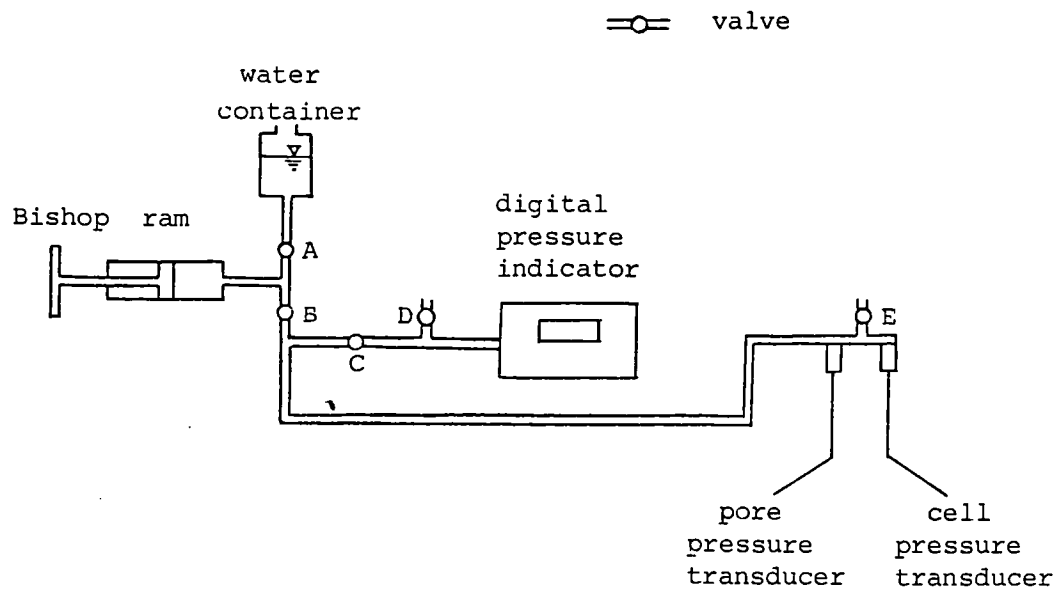 valve
water
container
Bishop ram
digital
pressure
indicator
A
B
C
D
E
pore
pressure
transducer
cell
pressure
transducer